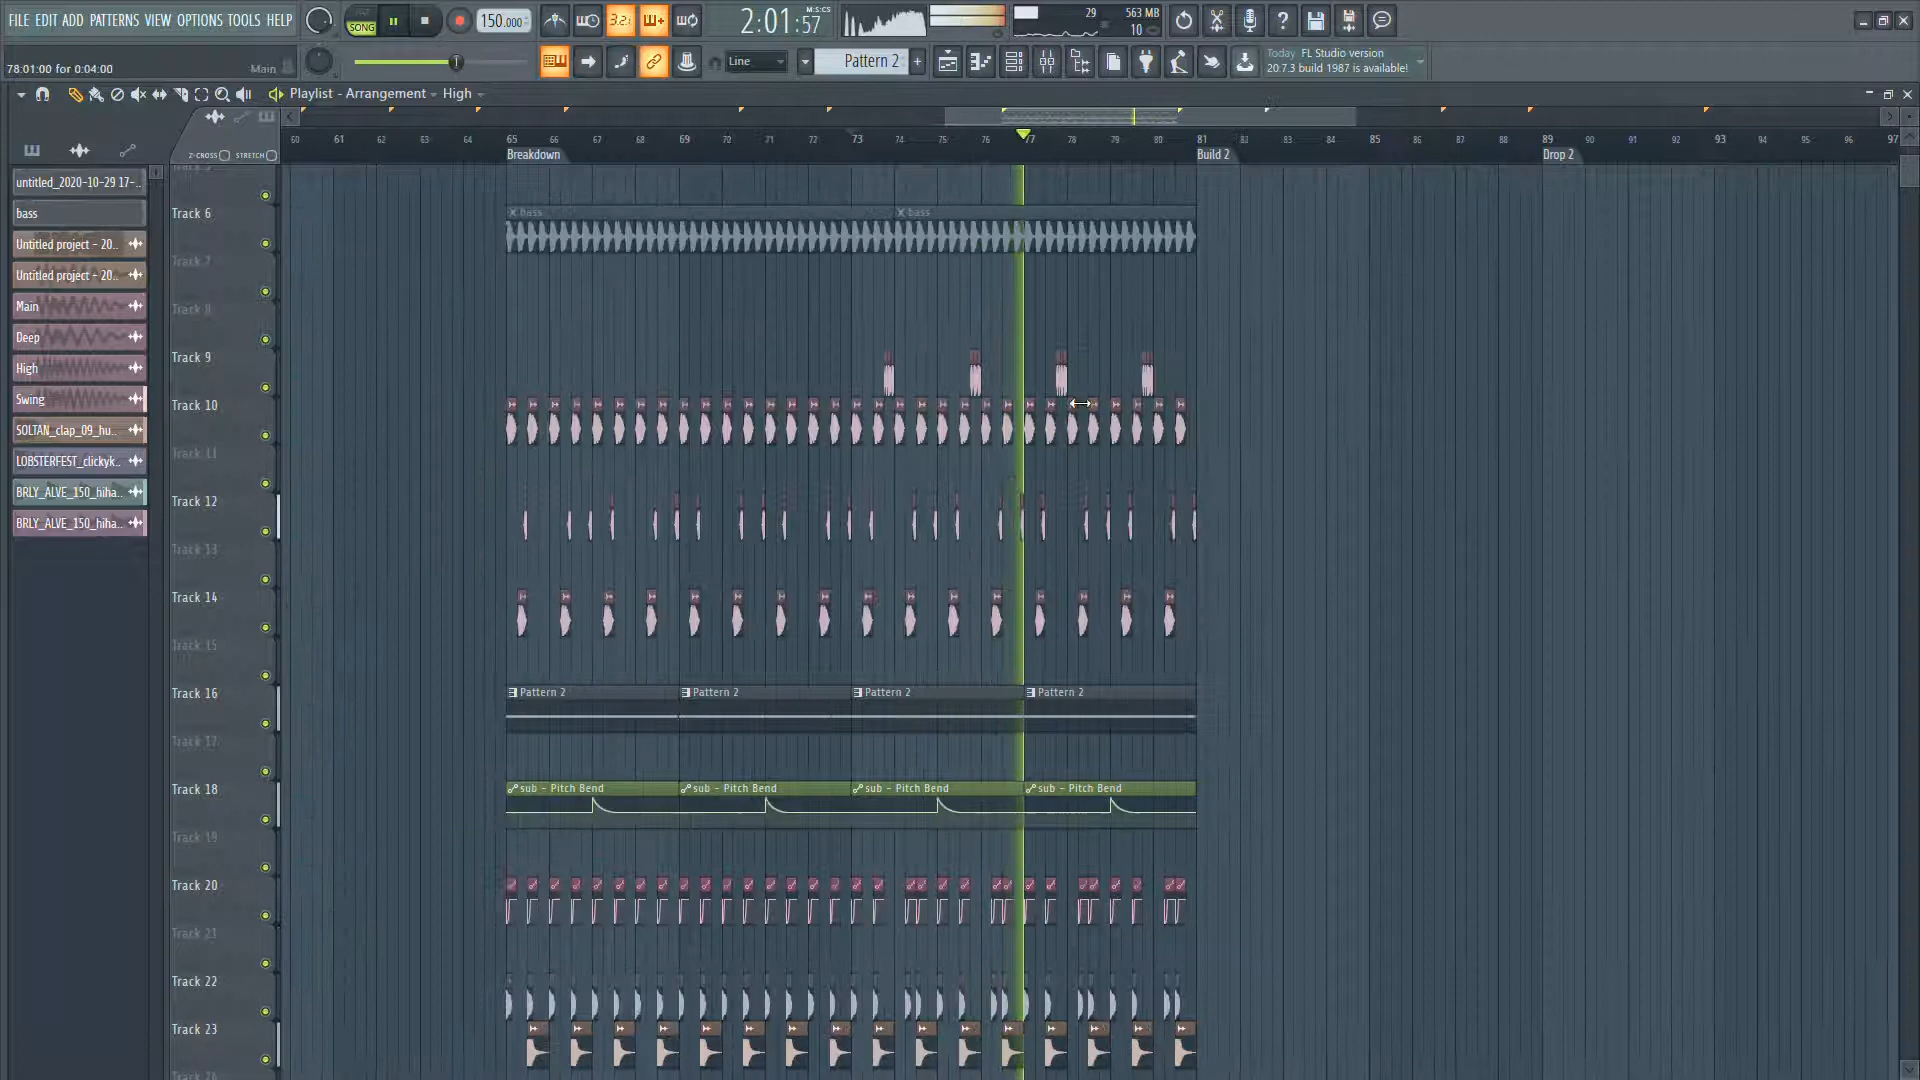 FILE EDIT ADD PATTERNS VIEW OPTIONS TOOLS HELP
SONG
150.000
3.2.
2:01:57
M:S:CS
29
563 MB
10
78:01:00 for 0:04:00
Main
Line
Pattern 2
Today FL Studio version
20.7.3 build 1987 is available!
Playlist - Arrangement - High
Z-CROSS STRETCH
60 61 62 63 64 65 66 67 68 69 70 71 72 73 74 75 76 77 78 79 80 81 82 83 84 85 86 87 88 89 90 91 92 93 94 95 96 97
Breakdown
Build 2
Drop 2
untitled_2020-10-29 17-..
bass
Untitled project - 20..
Untitled project - 20..
Main
Deep
High
Swing
SOLTAN_clap_09_hu..
LOBSTERFEST_clickyk..
BRLY_ALVE_150_hiha..
BRLY_ALVE_150_hiha..
Track 6
bass
bass
Track 7
Track 8
Track 9
Track 10
Track 11
Track 12
Track 13
Track 14
Track 15
Track 16
Pattern 2
Pattern 2
Pattern 2
Pattern 2
Track 17
Track 18
sub - Pitch Bend
sub - Pitch Bend
sub - Pitch Bend
sub - Pitch Bend
Track 19
Track 20
Track 21
Track 22
Track 23